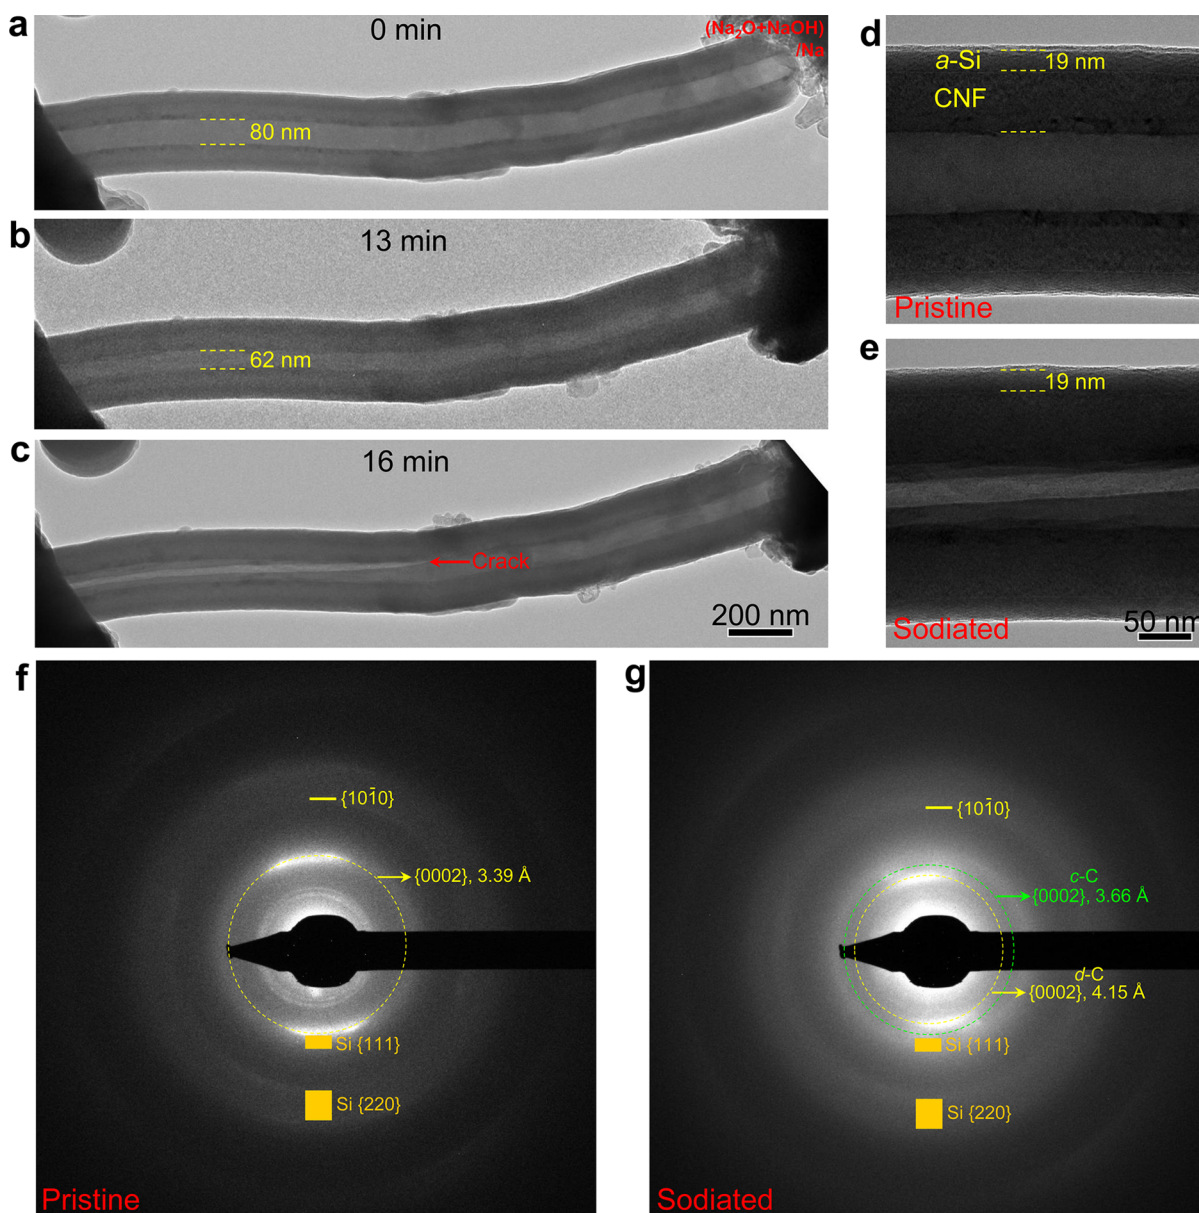 a
0 min
(Na₂O+NaOH)
/Na
80 nm
b
13 min
62 nm
c
16 min
Crack
200 nm
d
a-Si
19 nm
CNF
Pristine
e
19 nm
Sodiated
50 nm
f
{101̄0}
{0002}, 3.39 Å
Si {111}
Si {220}
Pristine
g
{101̄0}
c-C
{0002}, 3.66 Å
d-C
{0002}, 4.15 Å
Si {111}
Si {220}
Sodiated